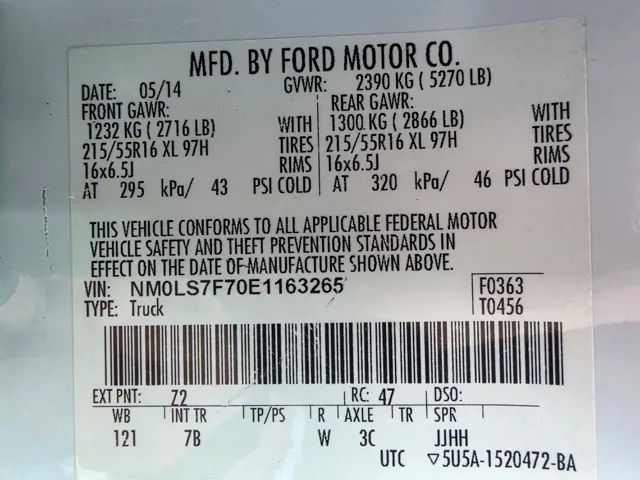 MFD. BY FORD MOTOR CO.
DATE: 05/14 GVWR: 2390 KG ( 5270 LB)
FRONT GAWR: REAR GAWR:
1232 KG ( 2716 LB) WITH 1300 KG ( 2866 LB) WITH
215/55R16 XL 97H TIRES 215/55R16 XL 97H TIRES
16x6.5J RIMS 16x6.5J RIMS
AT 295 kPa/ 43 PSI COLD AT 320 kPa/ 46 PSI COLD
THIS VEHICLE CONFORMS TO ALL APPLICABLE FEDERAL MOTOR
VEHICLE SAFETY AND THEFT PREVENTION STANDARDS IN
EFFECT ON THE DATE OF MANUFACTURE SHOWN ABOVE.
VIN: NM0LS7F70E1163265 F0363
TYPE: Truck T0456
EXT PNT: Z2 RC: 47 DSO:
WB INT TR TP/PS R AXLE TR SPR
121 7B W 3C JJHH
UTC ▽5U5A-1520472-BA